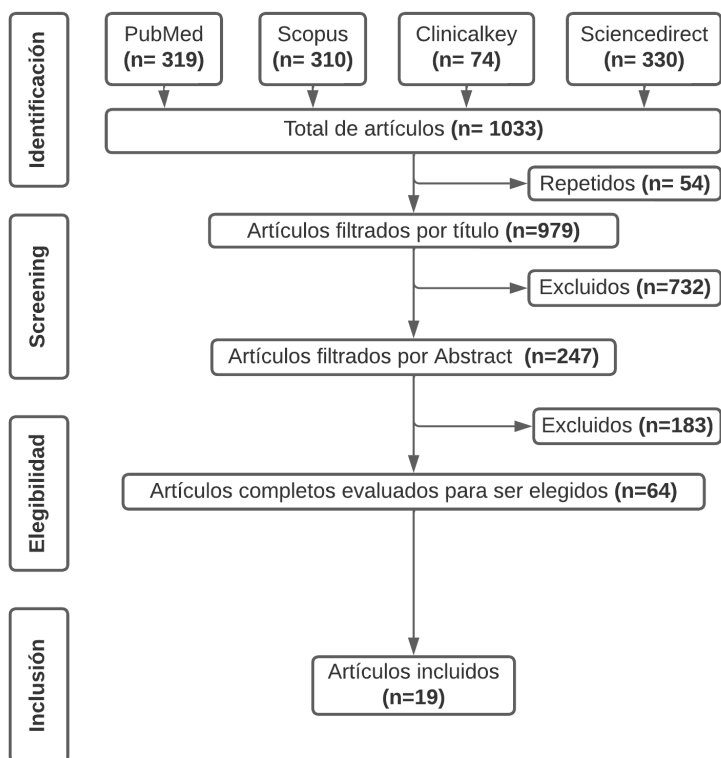 Identificación
PubMed
(n= 319)
Scopus
(n= 310)
Clinicalkey
(n= 74)
Sciencedirect
(n= 330)
Total de artículos (n= 1033)
Repetidos (n= 54)
Screening
Artículos filtrados por título (n=979)
Excluidos (n=732)
Artículos filtrados por Abstract (n=247)
Elegibilidad
Excluidos (n=183)
Artículos completos evaluados para ser elegidos (n=64)
Inclusión
Artículos incluidos
(n=19)